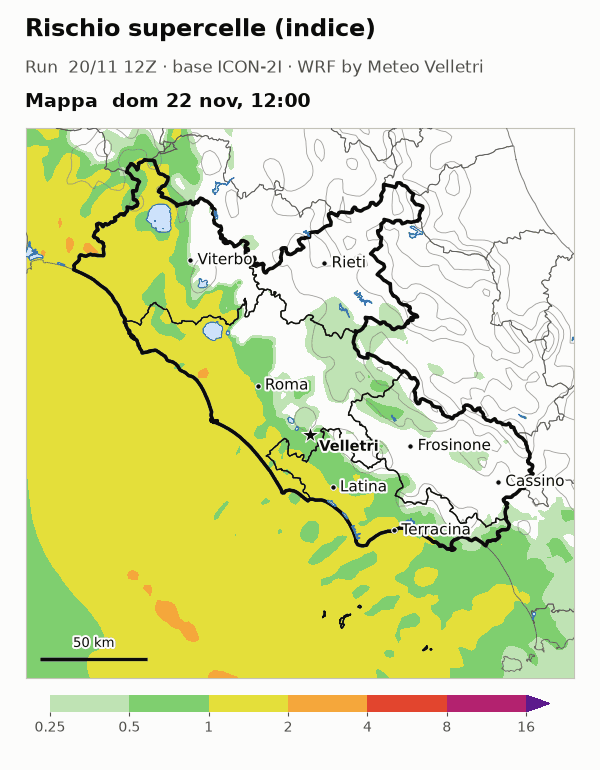 Rischio supercelle (indice)
Run  20/11 12Z · base ICON-2I · WRF by Meteo Velletri
Mappa  dom 22 nov, 12:00
Viterbo
Rieti
Roma
Velletri
Frosinone
Latina
Cassino
Terracina
50 km
0.25 0.5 1 2 4 8 16